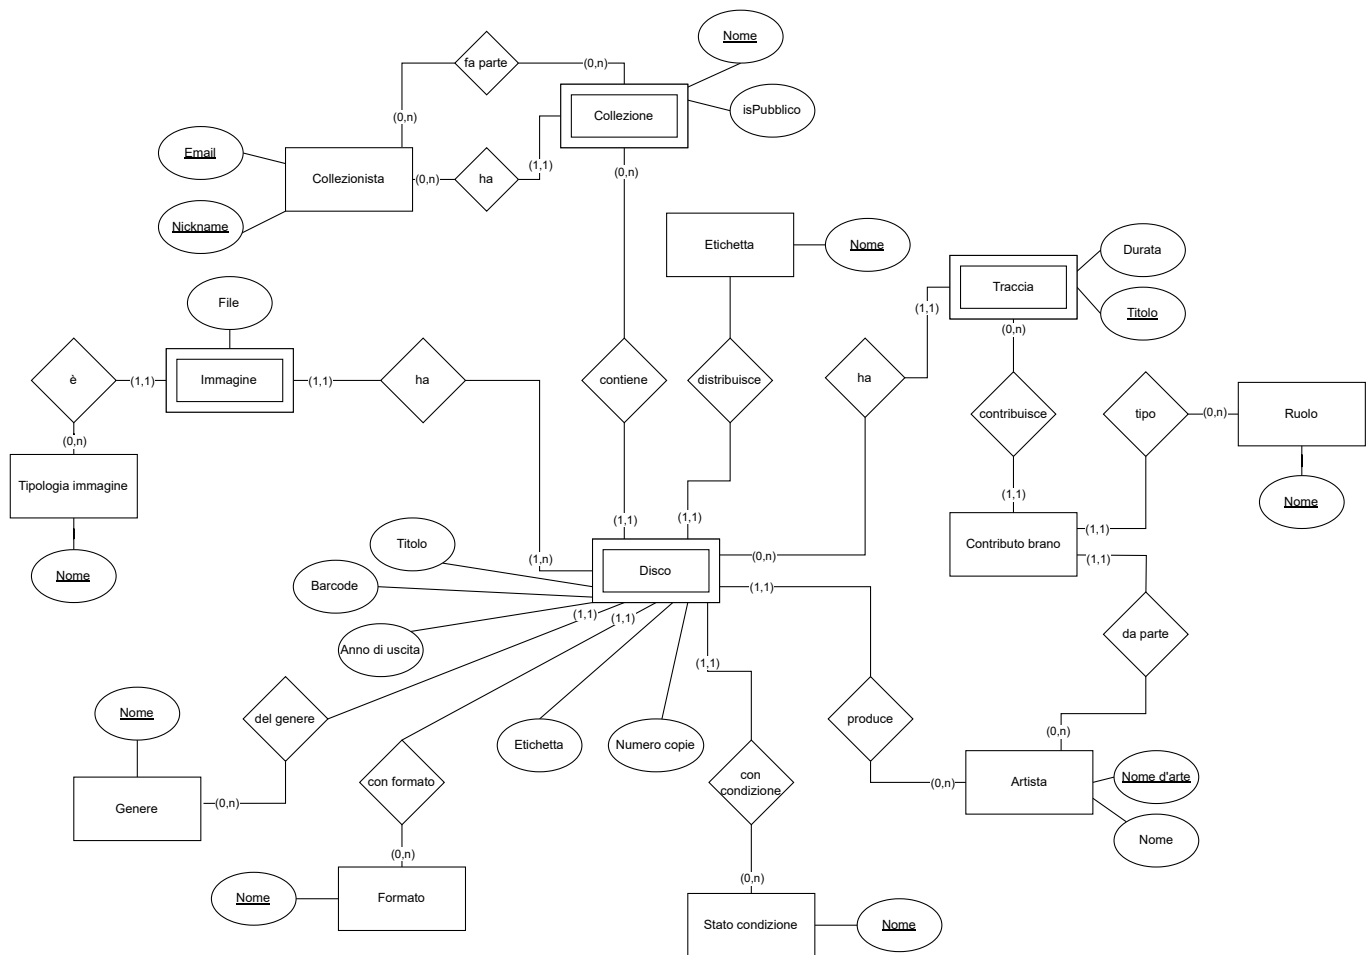 Nome
fa parte
(0,n)
isPubblico
Collezione
(0,n)
Email
Collezionista
(0,n)
ha
(1,1)
(0,n)
Nickname
Etichetta
Nome
Durata
Traccia
Titolo
File
(1,1)
(0,n)
è
(1,1)
Immagine
(1,1)
ha
contiene
distribuisce
ha
contribuisce
tipo
(0,n)
Ruolo
(0,n)
Tipologia immagine
Nome
(1,1)
Nome
(1,1)
(1,1)
(1,1)
Contributo brano
(1,1)
Titolo
(1,n)
Disco
(0,n)
Barcode
(1,1)
(1,1)
(1,1)
Anno di uscita
(1,1)
da parte
Nome
del genere
Etichetta
Numero copie
produce
(0,n)
con formato
con
condizione
(0,n)
Artista
Nome d'arte
Genere
(0,n)
Nome
(0,n)
(0,n)
Nome
Formato
Stato condizione
Nome